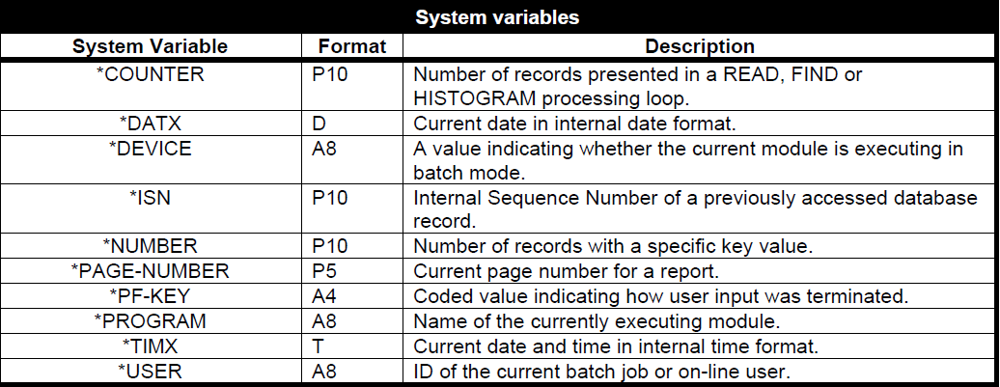 System variables
System Variable Format Description
*COUNTER P10 Number of records presented in a READ, FIND or
HISTOGRAM processing loop.
*DATX D Current date in internal date format.
*DEVICE A8 A value indicating whether the current module is executing in
batch mode.
*ISN P10 Internal Sequence Number of a previously accessed database
record.
*NUMBER P10 Number of records with a specific key value.
*PAGE-NUMBER P5 Current page number for a report.
*PF-KEY A4 Coded value indicating how user input was terminated.
*PROGRAM A8 Name of the currently executing module.
*TIMX T Current date and time in internal time format.
*USER A8 ID of the current batch job or on-line user.